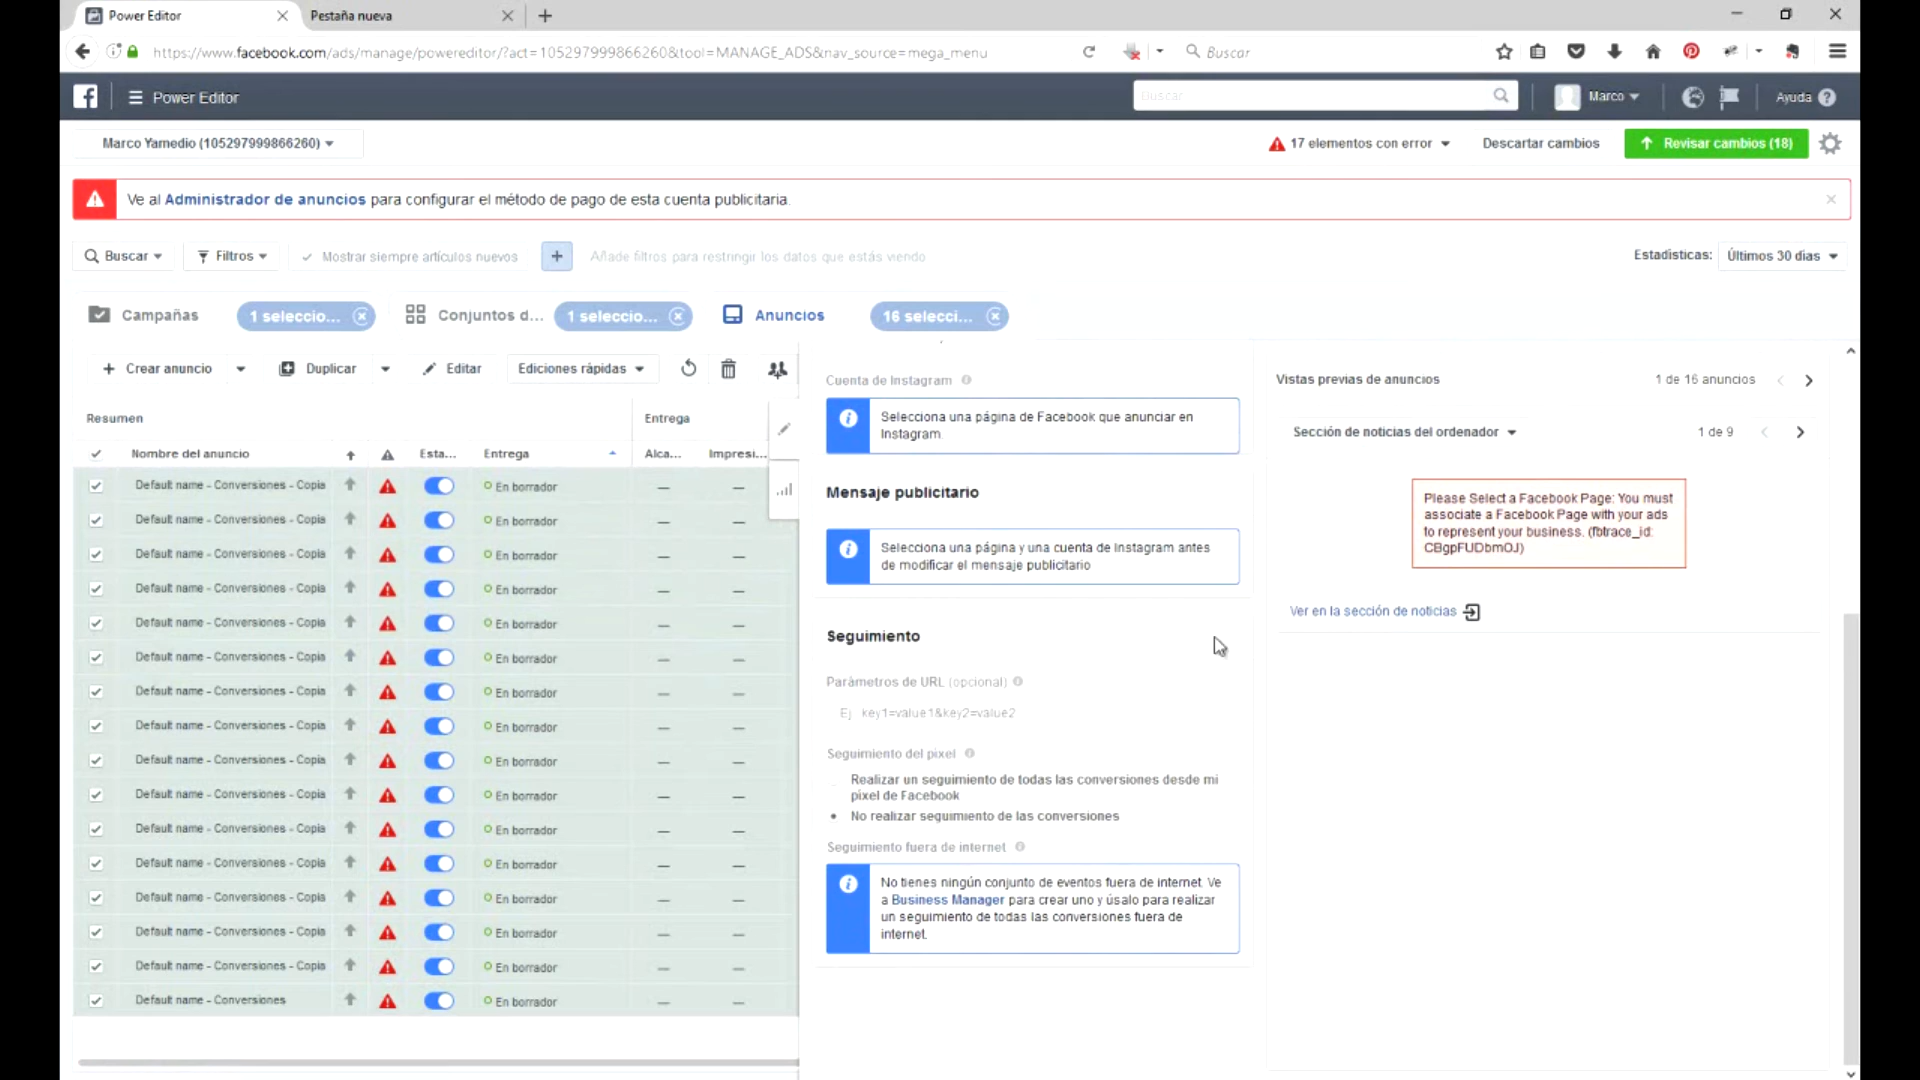 Power Editor
Pestaña nueva
https://www.facebook.com/ads/manage/powereditor/?act=105297999866260&tool=MANAGE_ADS&nav_source=mega_menu
Buscar
Power Editor
Buscar
Marco
Ayuda
Marco Yamedio (105297999866260)
17 elementos con error
Descartar cambios
Revisar cambios (18)
Ve al Administrador de anuncios para configurar el método de pago de esta cuenta publicitaria.
Buscar
Filtros
Mostrar siempre artículos nuevos
Añade filtros para restringir los datos que estás viendo
Estadísticas:
Últimos 30 días
Campañas
1 seleccio...
Conjuntos d...
1 seleccio...
Anuncios
16 selecci...
Crear anuncio
Duplicar
Editar
Ediciones rápidas
Resumen
Entrega
Nombre del anuncio
Esta...
Entrega
Alca...
Impresi...
Default name - Conversiones - Copia
En borrador
Default name - Conversiones - Copia
En borrador
Default name - Conversiones - Copia
En borrador
Default name - Conversiones - Copia
En borrador
Default name - Conversiones - Copia
En borrador
Default name - Conversiones - Copia
En borrador
Default name - Conversiones - Copia
En borrador
Default name - Conversiones - Copia
En borrador
Default name - Conversiones - Copia
En borrador
Default name - Conversiones - Copia
En borrador
Default name - Conversiones - Copia
En borrador
Default name - Conversiones - Copia
En borrador
Default name - Conversiones - Copia
En borrador
Default name - Conversiones - Copia
En borrador
Default name - Conversiones - Copia
En borrador
Default name - Conversiones
En borrador
Cuenta de Instagram
Selecciona una página de Facebook que anunciar en
Instagram
Mensaje publicitario
Selecciona una página y una cuenta de Instagram antes
de modificar el mensaje publicitario
Seguimiento
Parámetros de URL (opcional)
Ej. key1=value1&key2=value2
Seguimiento del pixel
Realizar un seguimiento de todas las conversiones desde mi
pixel de Facebook
No realizar seguimiento de las conversiones
Seguimiento fuera de internet
No tienes ningún conjunto de eventos fuera de internet. Ve
a Business Manager para crear uno y úsalo para realizar
un seguimiento de todas las conversiones fuera de
internet.
Vistas previas de anuncios
1 de 16 anuncios
Sección de noticias del ordenador
1 de 9
Please Select a Facebook Page: You must
associate a Facebook Page with your ads
to represent your business. (fbtrace_id:
CBgpFUDbmOJ)
Ver en la sección de noticias